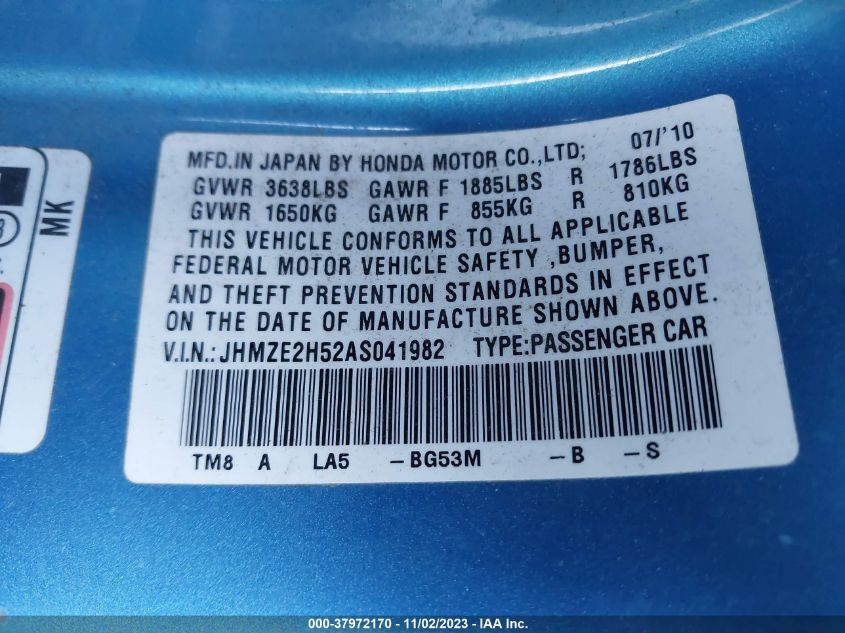 MFD.IN JAPAN BY HONDA MOTOR CO.,LTD; 07/'10
GVWR 3638LBS GAWR F 1885LBS R 1786LBS
GVWR 1650KG GAWR F 855KG R 810KG
THIS VEHICLE CONFORMS TO ALL APPLICABLE
FEDERAL MOTOR VEHICLE SAFETY ,BUMPER,
AND THEFT PREVENTION STANDARDS IN EFFECT
ON THE DATE OF MANUFACTURE SHOWN ABOVE.
V.I.N.: JHMZE2H52AS041982 TYPE:PASSENGER CAR
TM8 A LA5 -BG53M -B -S
MK
000-37972170 - 11/02/2023 - IAA Inc.